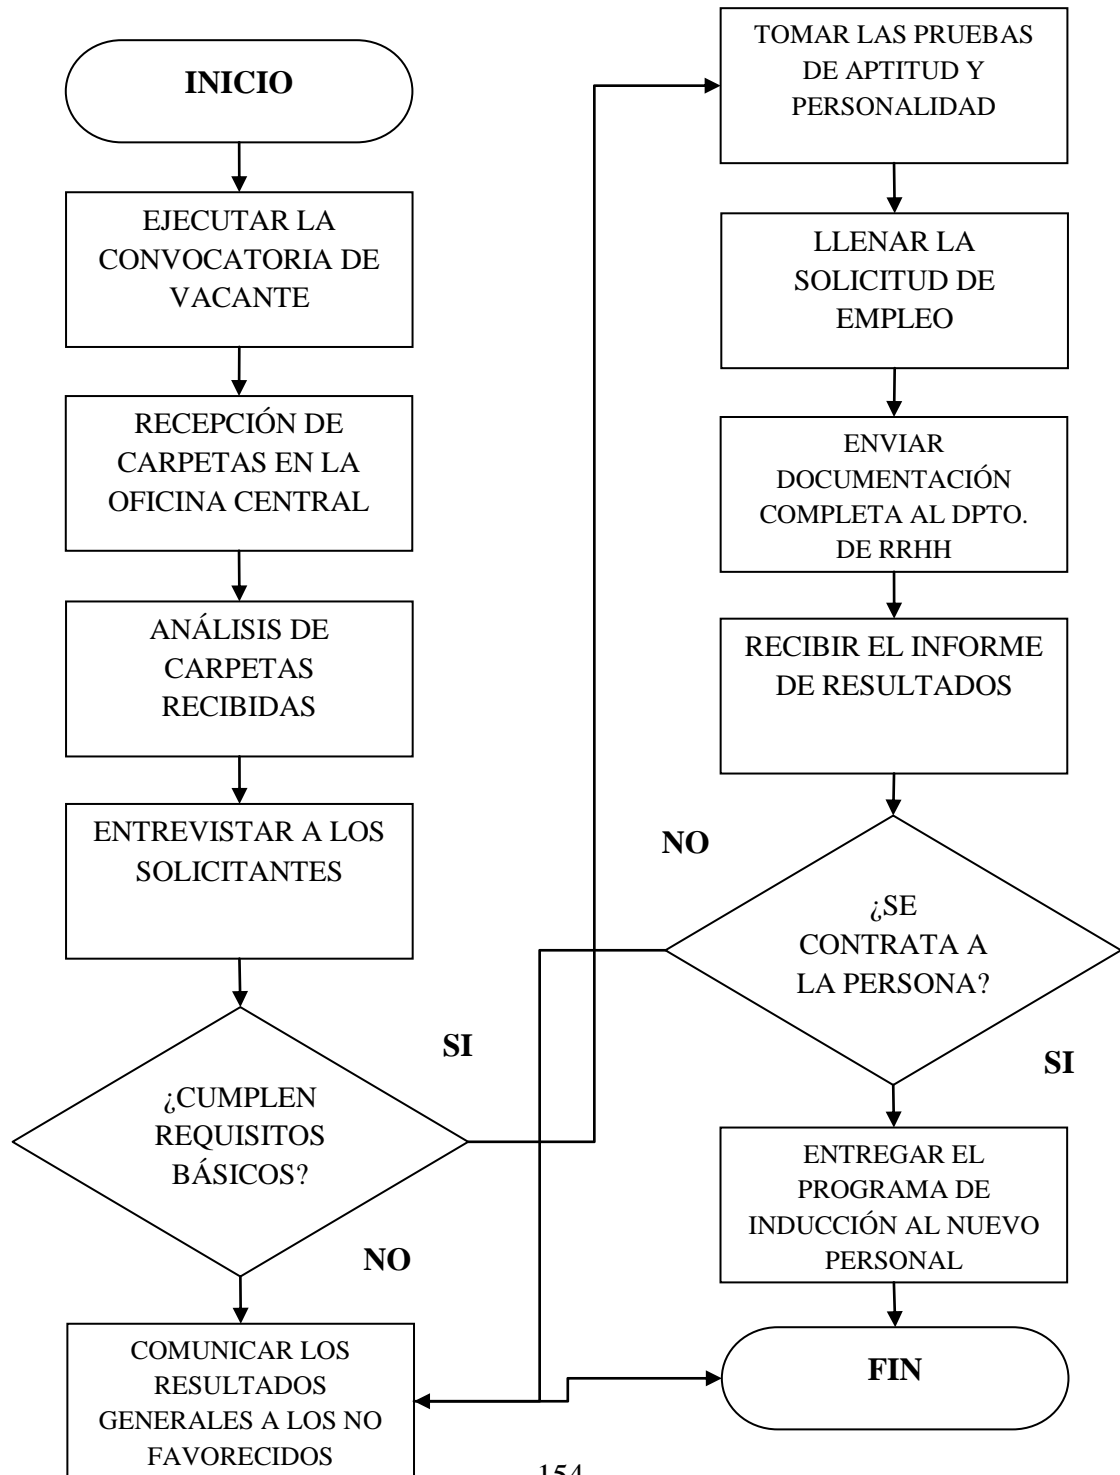 INICIO
EJECUTAR LA
CONVOCATORIA DE
VACANTE
RECEPCIÓN DE
CARPETAS EN LA
OFICINA CENTRAL
ANÁLISIS DE
CARPETAS
RECIBIDAS
ENTREVISTAR A LOS
SOLICITANTES
¿CUMPLEN
REQUISITOS
BÁSICOS?
SI
NO
COMUNICAR LOS
RESULTADOS
GENERALES A LOS NO
FAVORECIDOS
TOMAR LAS PRUEBAS
DE APTITUD Y
PERSONALIDAD
LLENAR LA
SOLICITUD DE
EMPLEO
ENVIAR
DOCUMENTACIÓN
COMPLETA AL DPTO.
DE RRHH
RECIBIR EL INFORME
DE RESULTADOS
NO
¿SE
CONTRATA A
LA PERSONA?
SI
ENTREGAR EL
PROGRAMA DE
INDUCCIÓN AL NUEVO
PERSONAL
FIN
154